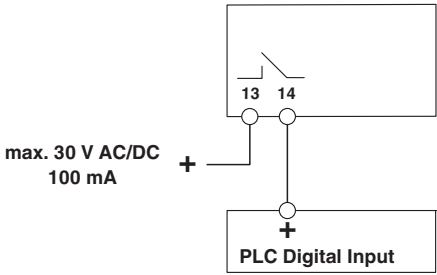 13 14
max. 30 V AC/DC
100 mA
+
+
PLC Digital Input